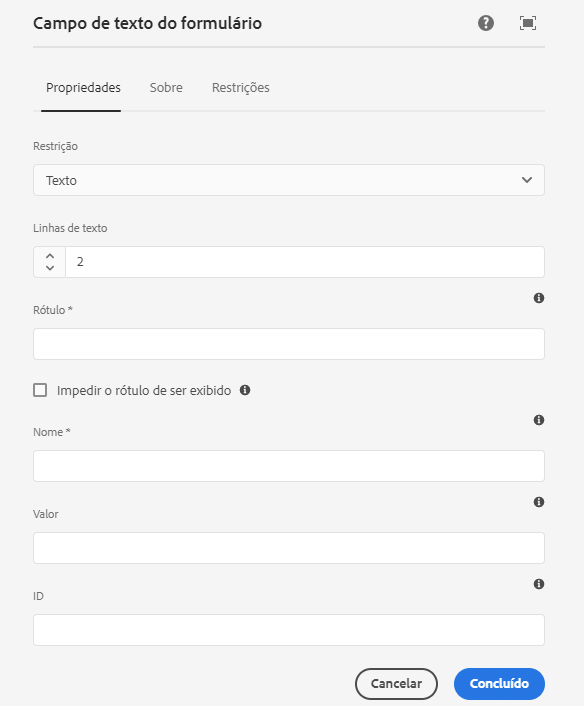 Campo de texto do formulário
Propriedades Sobre Restrições
Restrição
Texto
Linhas de texto
2
Rótulo *
Impedir o rótulo de ser exibido
Nome *
Valor
ID
Cancelar Concluído